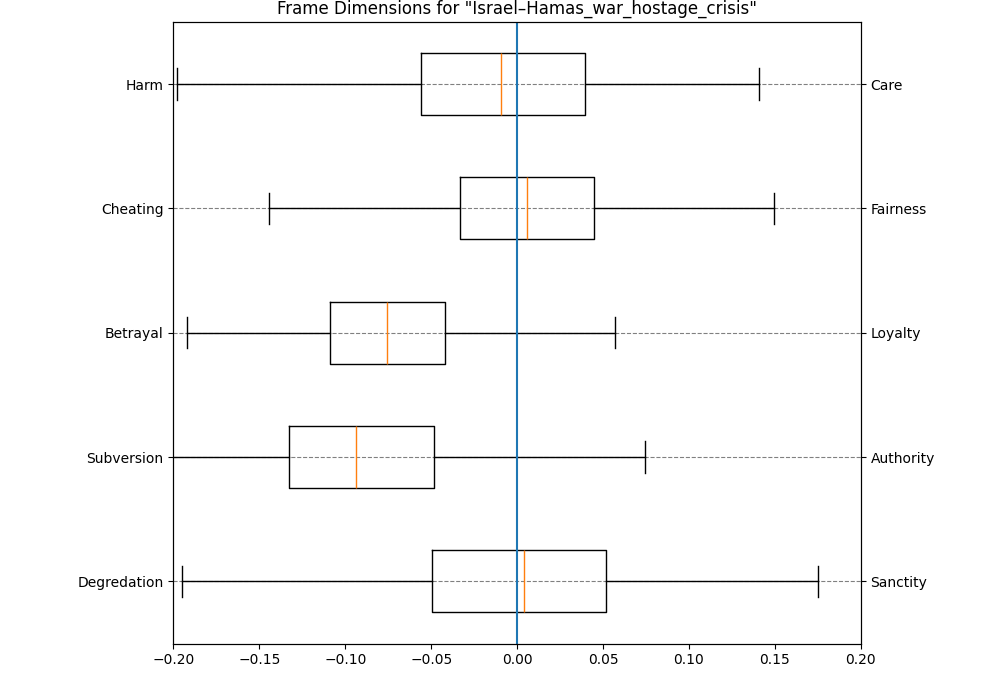 Frame Dimensions for "Israel–Hamas_war_hostage_crisis"
Harm Care
Cheating Fairness
Betrayal Loyalty
Subversion Authority
Degredation Sanctity
−0.20 −0.15 −0.10 −0.05 0.00 0.05 0.10 0.15 0.20